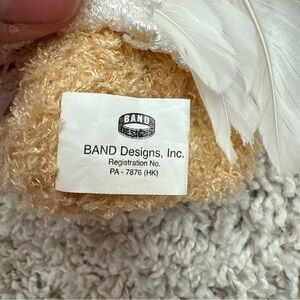 BAND
DESIGNS
BAND Designs, Inc.
Registration No.
PA - 7876 (HK)